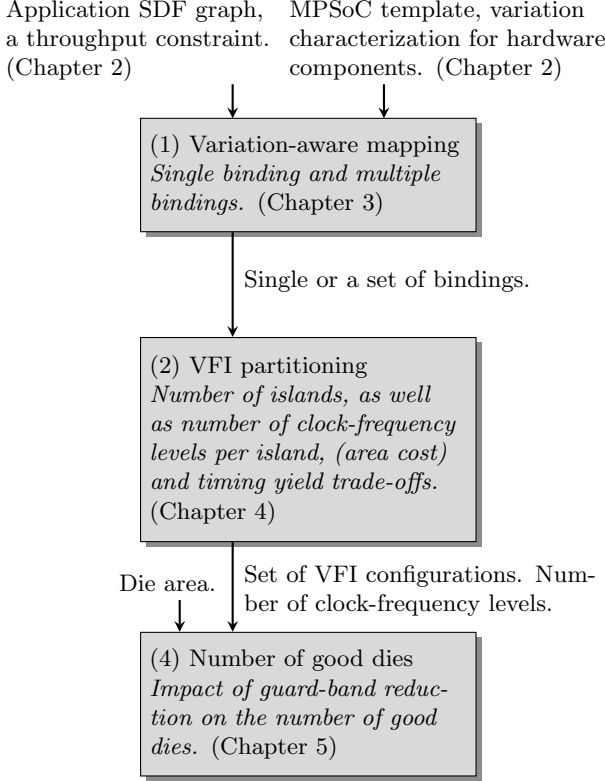 Application SDF graph,
a throughput constraint.
(Chapter 2)
MPSoC template, variation
characterization for hardware
components. (Chapter 2)
(1) Variation-aware mapping
Single binding and multiple
bindings. (Chapter 3)
Single or a set of bindings.
(2) VFI partitioning
Number of islands, as well
as number of clock-frequency
levels per island, (area cost)
and timing yield trade-offs.
(Chapter 4)
Die area.
Set of VFI configurations. Num-
ber of clock-frequency levels.
(4) Number of good dies
Impact of guard-band reduc-
tion on the number of good
dies. (Chapter 5)